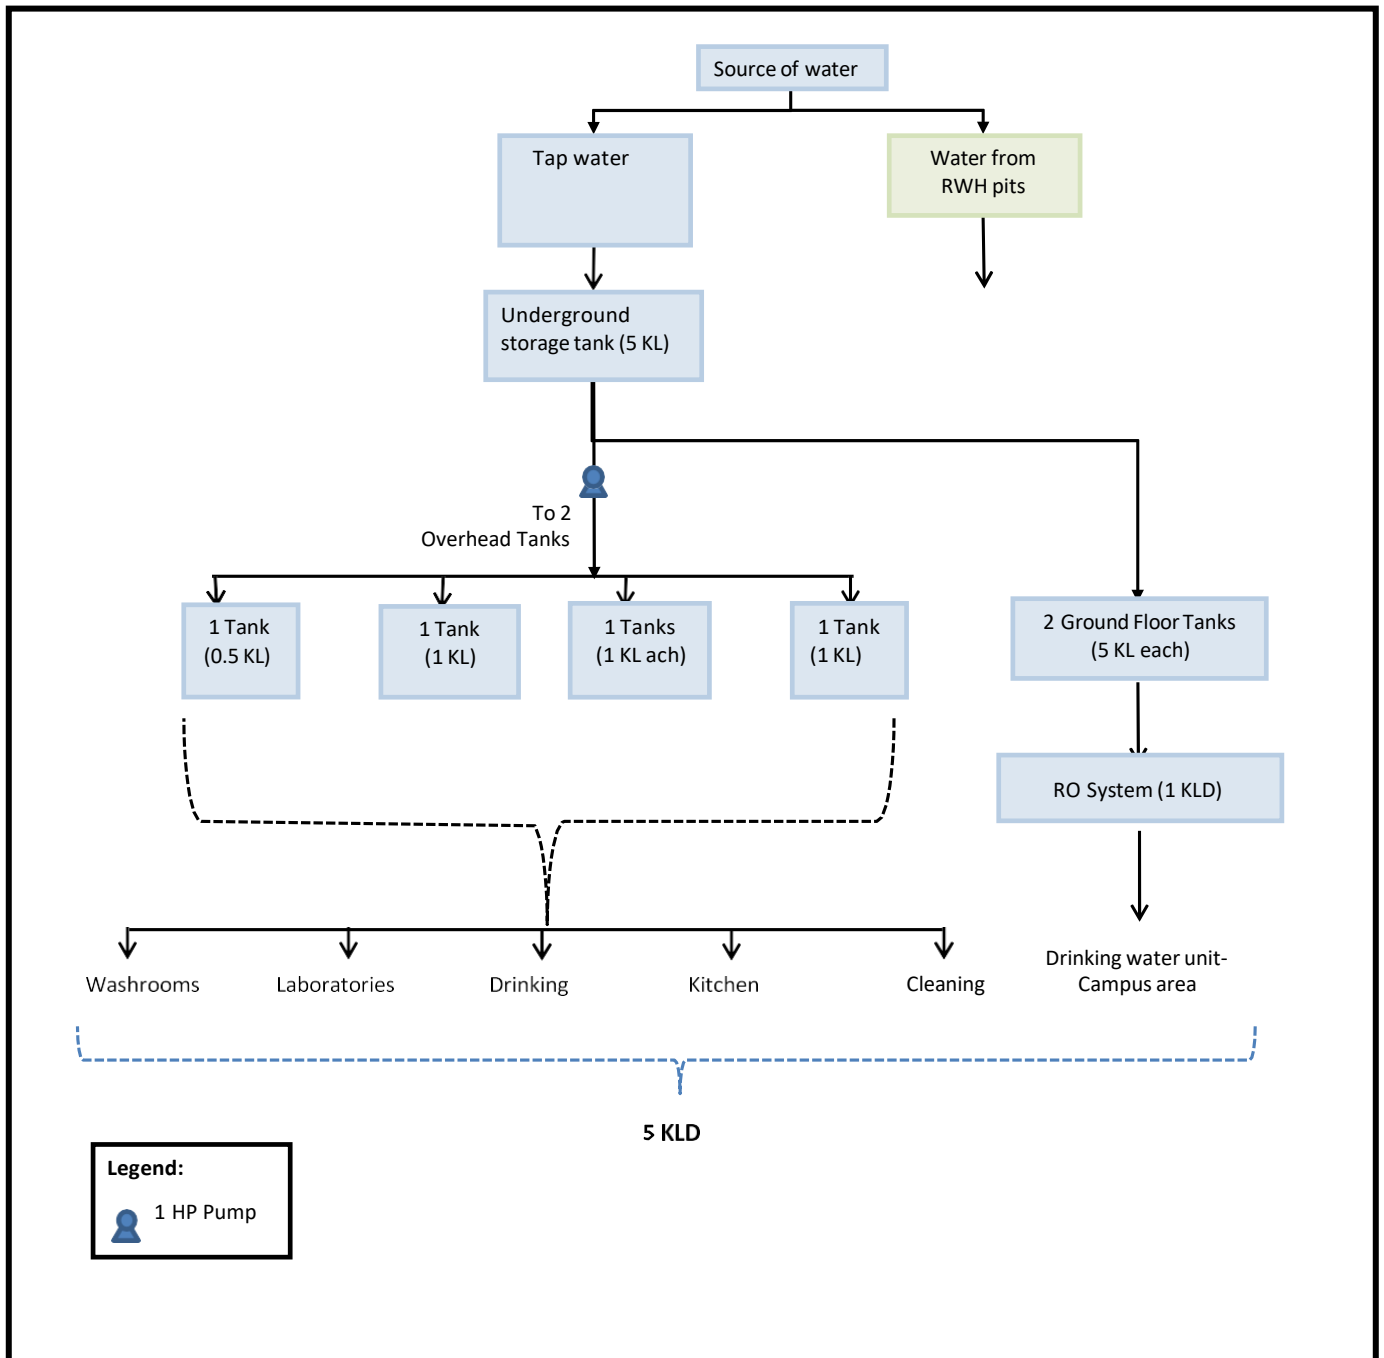 Source of water
Tap water
Water from
RWH pits
Underground
storage tank (5 KL)
To 2
Overhead Tanks
1 Tank
(0.5 KL)
1 Tank
(1 KL)
1 Tanks
(1 KL ach)
1 Tank
(1 KL)
2 Ground Floor Tanks
(5 KL each)
RO System (1 KLD)
Washrooms
Laboratories
Drinking
Kitchen
Cleaning
Drinking water unit-
Campus area
5 KLD
Legend:
1 HP Pump